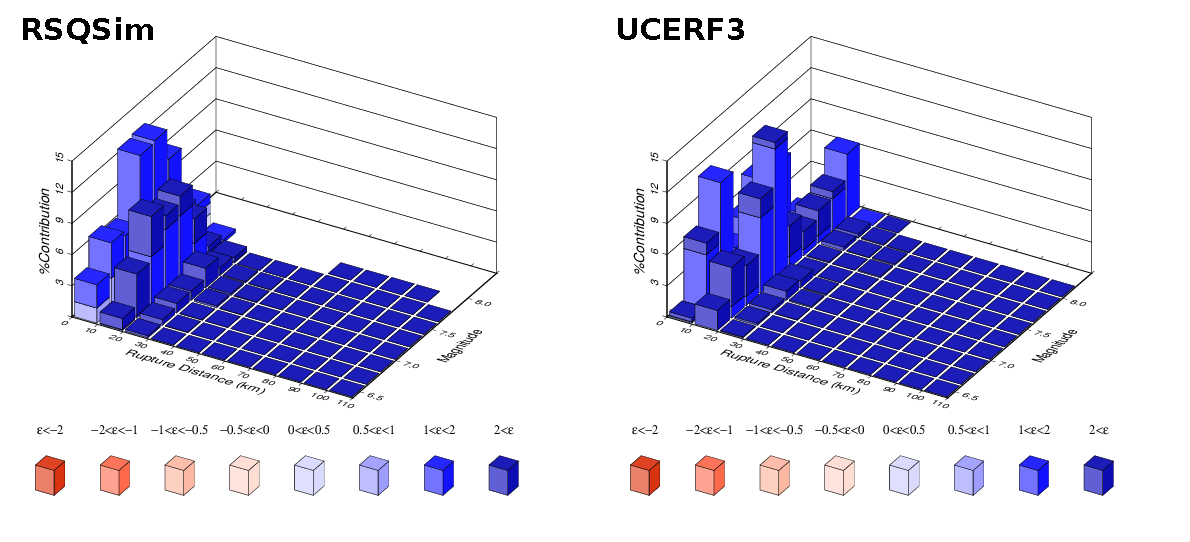 RSQSim
%Contribution
15
12
9
6
3
0
10
20
30
40
50
60
70
80
90
100
110
Rupture Distance (km)
6.5
7.0
7.5
8.0
Magnitude
ε<−2
−2<ε<−1
−1<ε<−0.5
−0.5<ε<0
0<ε<0.5
0.5<ε<1
1<ε<2
2<ε
UCERF3
%Contribution
15
12
9
6
3
0
10
20
30
40
50
60
70
80
90
100
110
Rupture Distance (km)
6.5
7.0
7.5
8.0
Magnitude
ε<−2
−2<ε<−1
−1<ε<−0.5
−0.5<ε<0
0<ε<0.5
0.5<ε<1
1<ε<2
2<ε